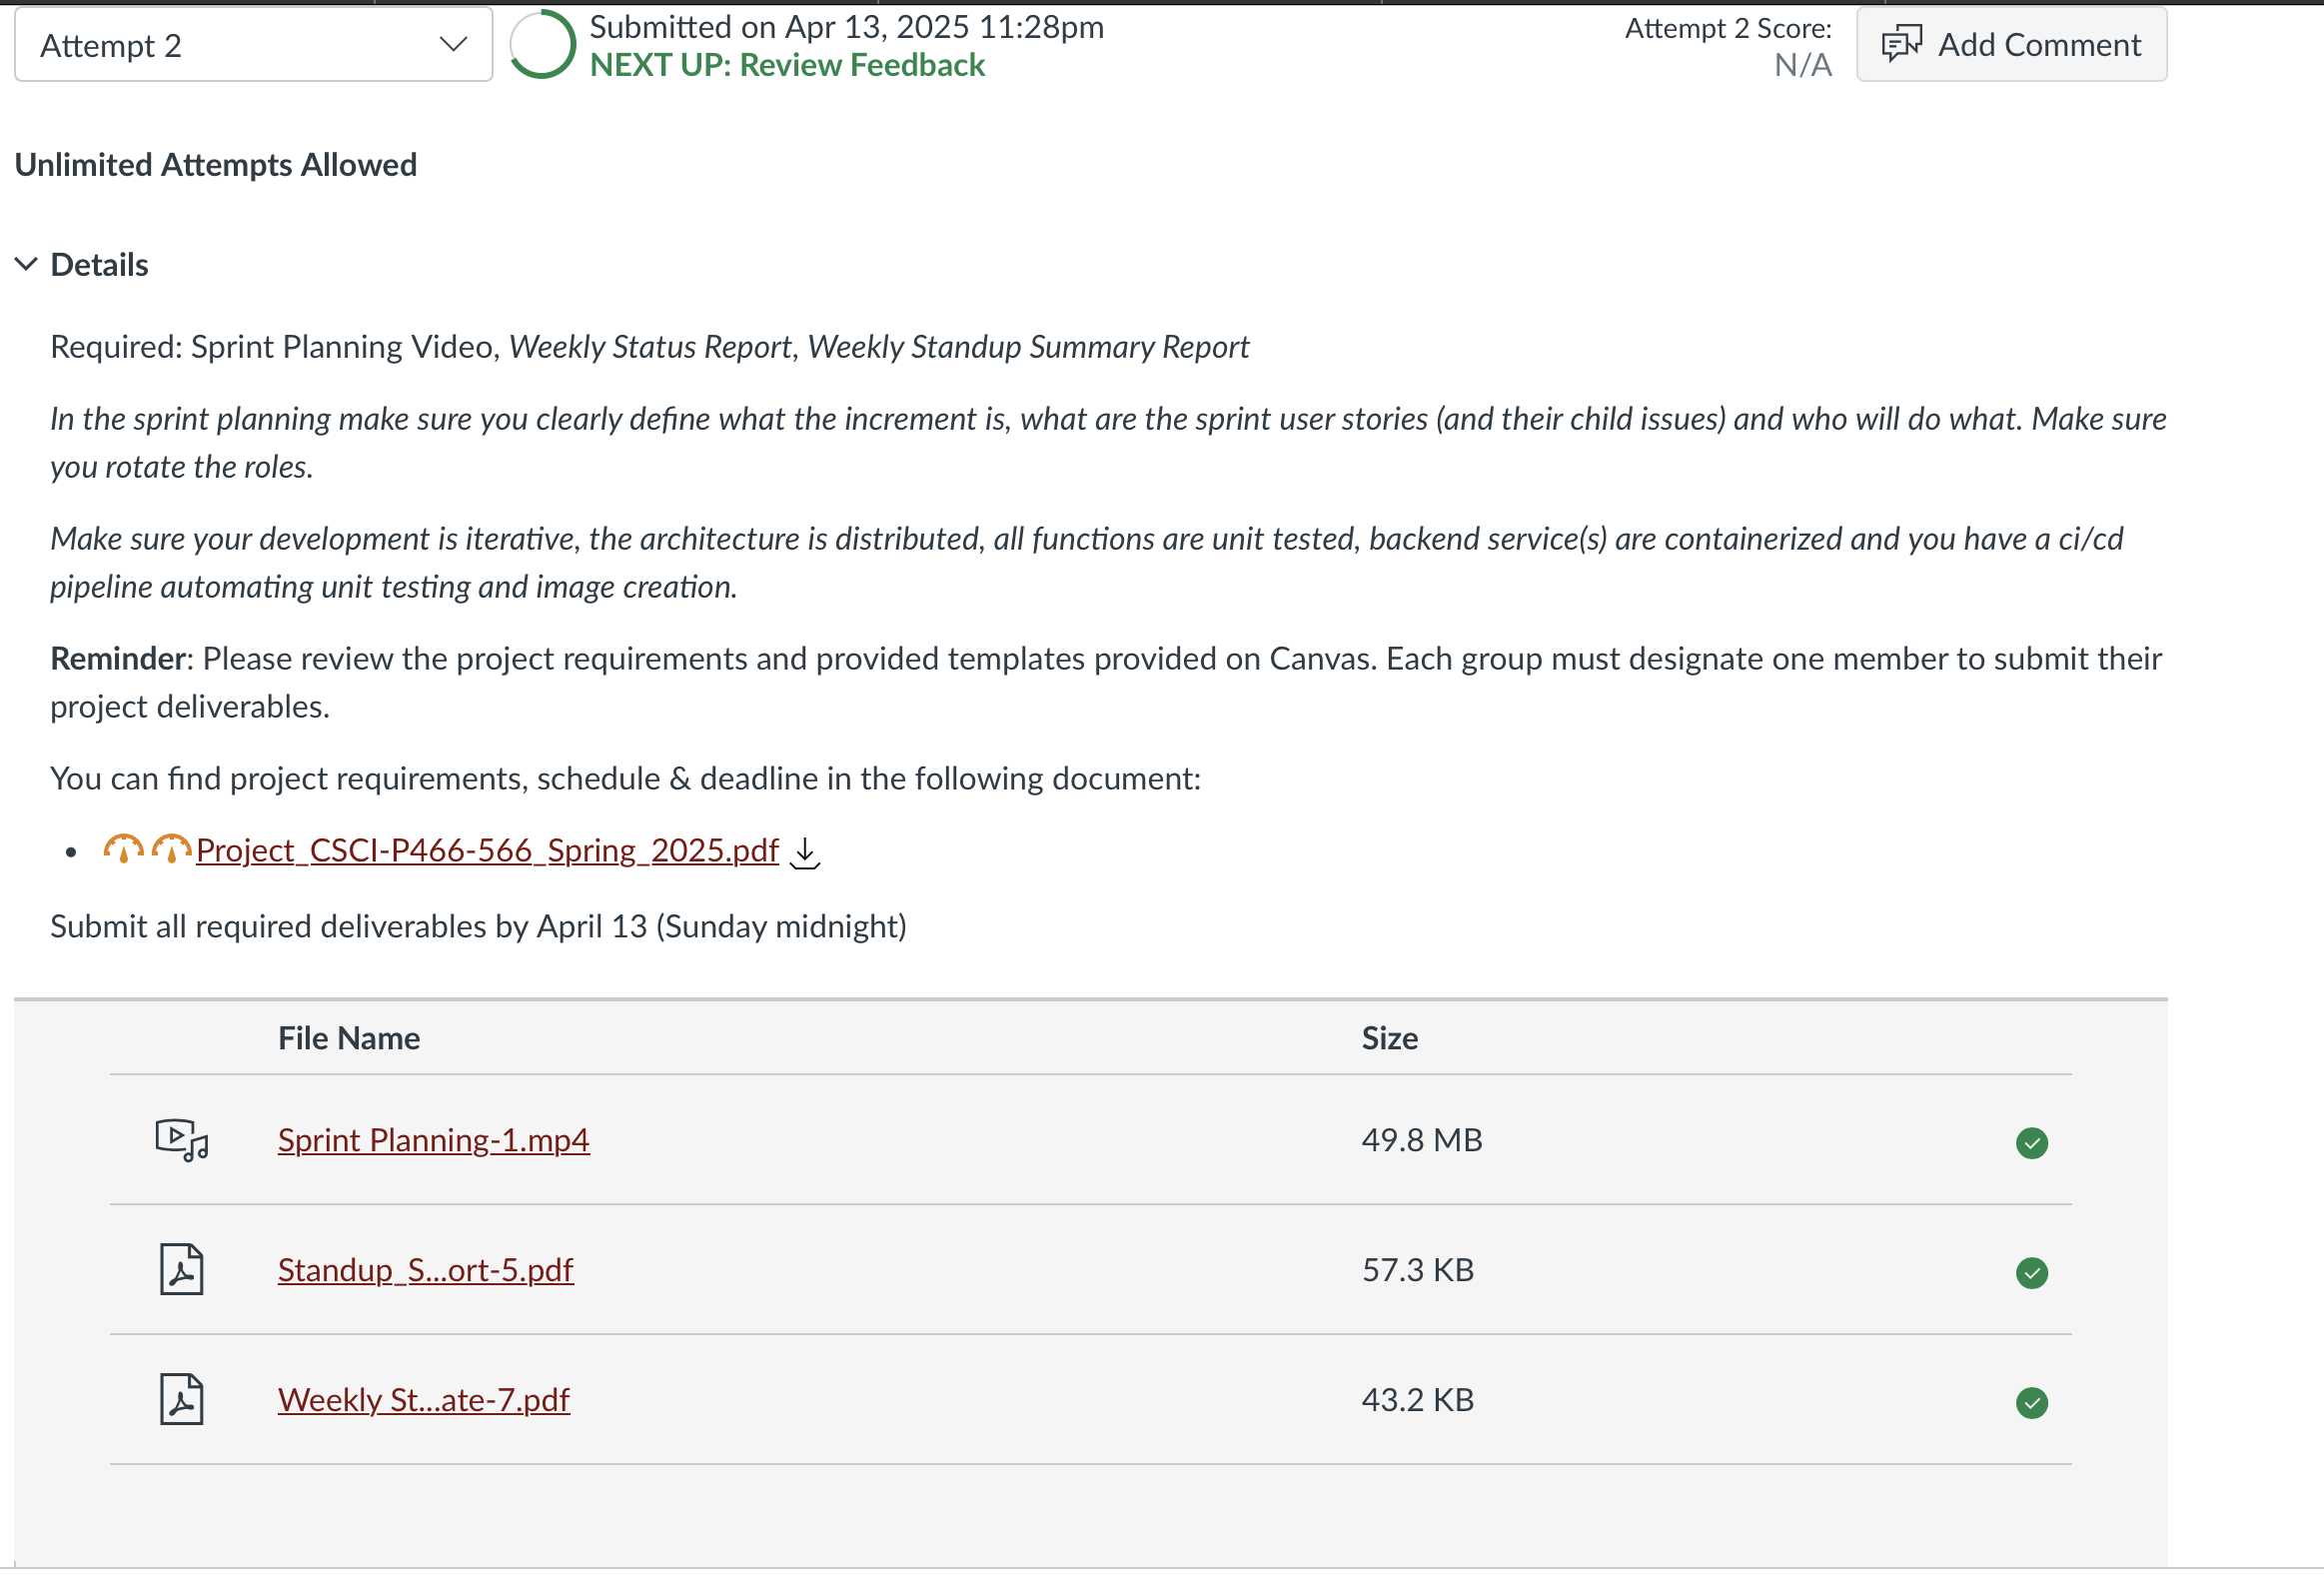 Attempt 2
Submitted on Apr 13, 2025 11:28pm
NEXT UP: Review Feedback
Attempt 2 Score:
N/A
Add Comment
Unlimited Attempts Allowed
Details
Required: Sprint Planning Video, Weekly Status Report, Weekly Standup Summary Report
In the sprint planning make sure you clearly define what the increment is, what are the sprint user stories (and their child issues) and who will do what. Make sure
you rotate the roles.
Make sure your development is iterative, the architecture is distributed, all functions are unit tested, backend service(s) are containerized and you have a ci/cd
pipeline automating unit testing and image creation.
Reminder: Please review the project requirements and provided templates provided on Canvas. Each group must designate one member to submit their
project deliverables.
You can find project requirements, schedule & deadline in the following document:
• Project_CSCI-P466-566_Spring_2025.pdf
Submit all required deliverables by April 13 (Sunday midnight)
File Name Size
Sprint Planning-1.mp4 49.8 MB
Standup_S...ort-5.pdf 57.3 KB
Weekly St...ate-7.pdf 43.2 KB